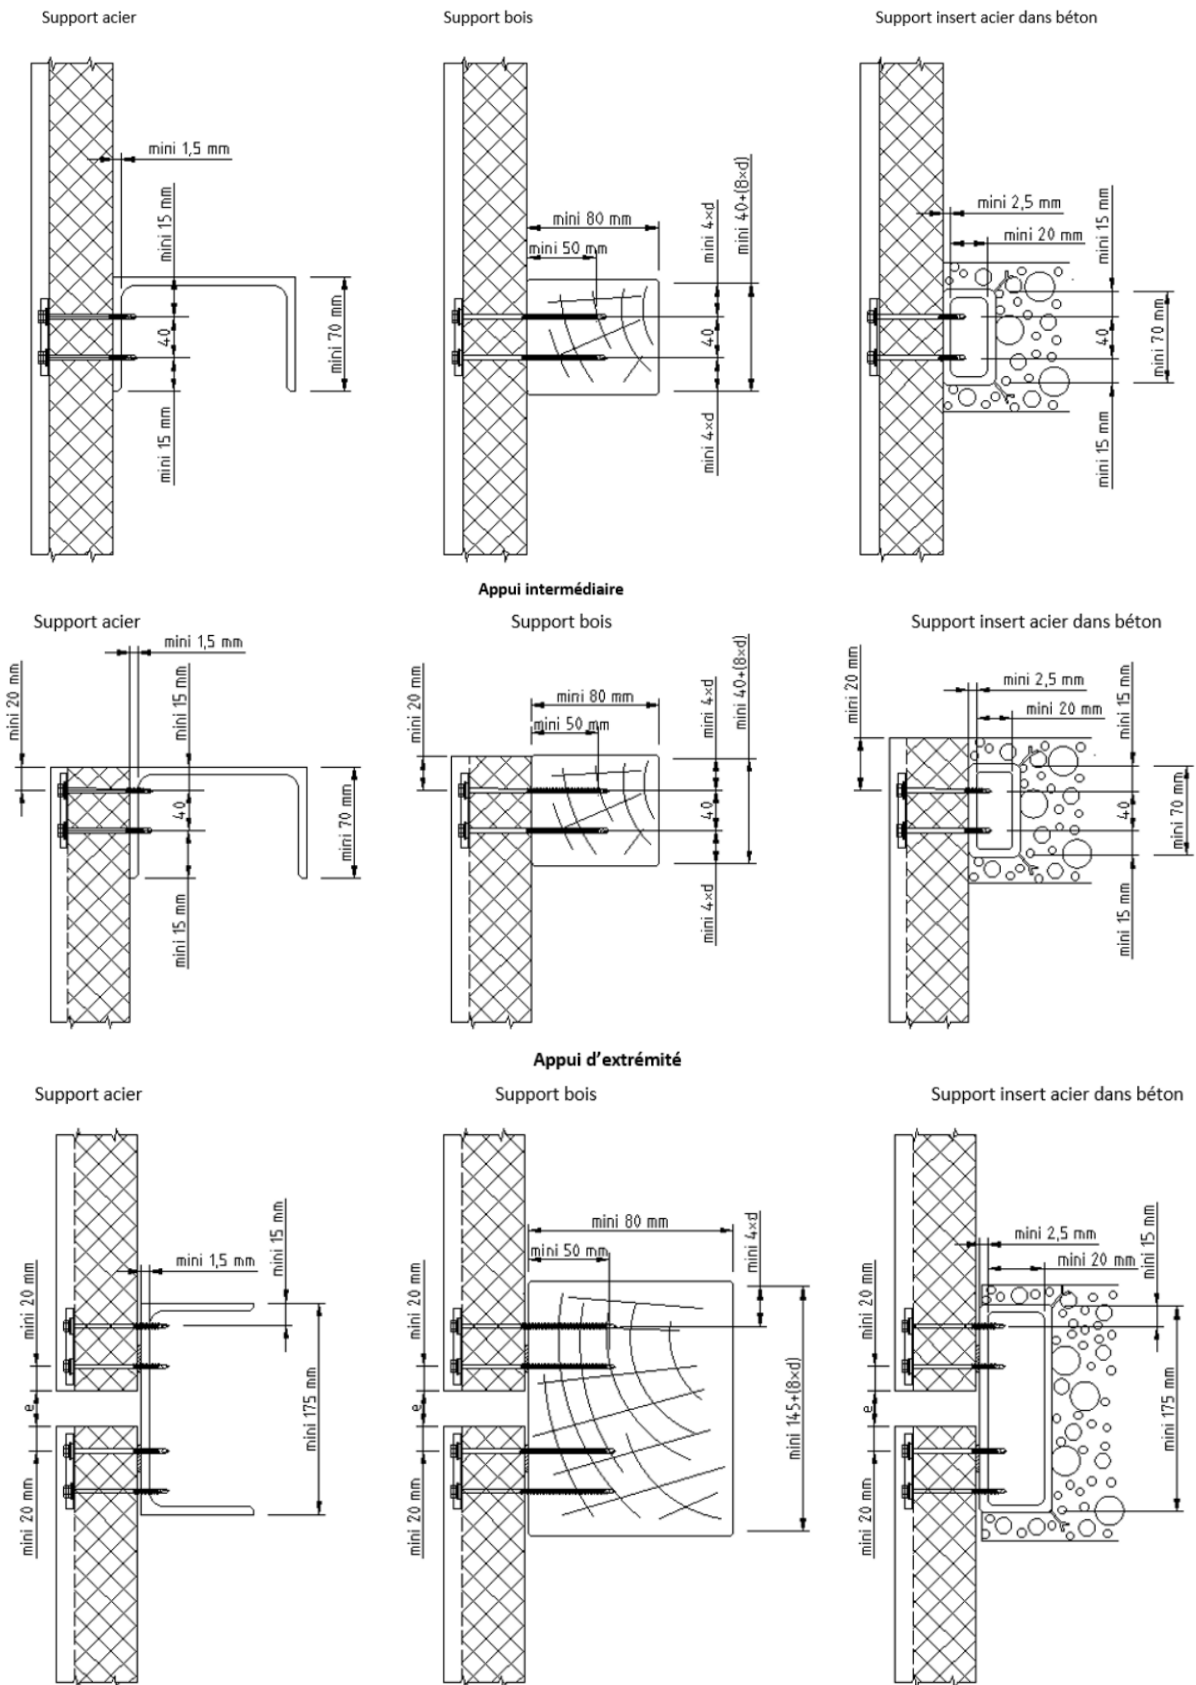 Support acier
Support bois
Support insert acier dans béton
mini 1,5 mm
mini 15 mm
40
mini 15 mm
mini 70 mm
mini 80 mm
mini 50 mm
mini 4×d
40
mini 4×d
mini 40+(8×d)
mini 2,5 mm
mini 20 mm
mini 15 mm
40
mini 15 mm
mini 70 mm
Appui intermédiaire
Support acier
Support bois
Support insert acier dans béton
mini 20 mm
mini 1,5 mm
mini 15 mm
40
mini 15 mm
mini 70 mm
mini 20 mm
mini 80 mm
mini 50 mm
mini 4×d
40
mini 4×d
mini 40+(8×d)
mini 20 mm
mini 2,5 mm
mini 20 mm
mini 15 mm
40
mini 15 mm
mini 70 mm
Appui d’extrémité
Support acier
Support bois
Support insert acier dans béton
mini 20 mm
e
mini 20 mm
mini 1,5 mm
mini 15 mm
mini 175 mm
mini 20 mm
e
mini 20 mm
mini 80 mm
mini 50 mm
mini 4×d
mini 145+(8×d)
mini 20 mm
e
mini 20 mm
mini 2,5 mm
mini 20 mm
mini 15 mm
mini 175 mm